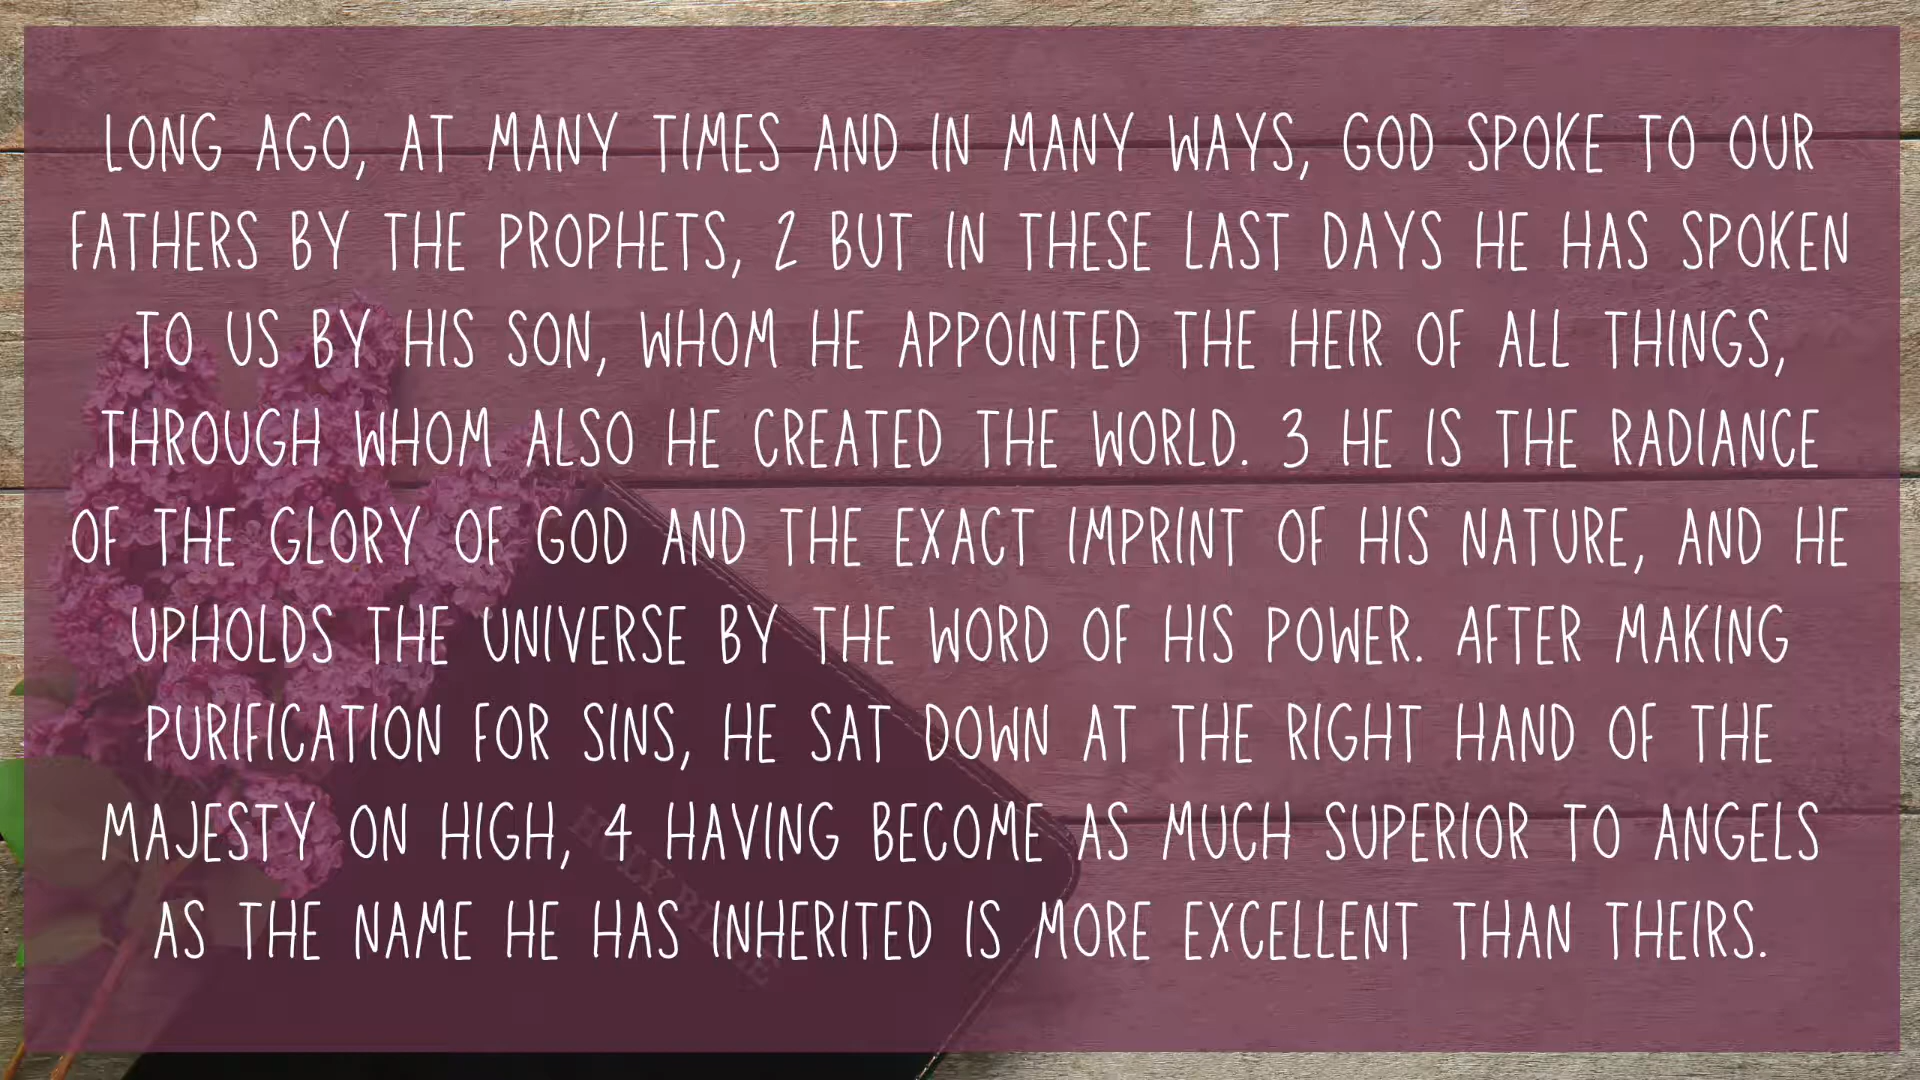 LONG AGO, AT MANY TIMES AND IN MANY WAYS, GOD SPOKE TO OUR
FATHERS BY THE PROPHETS, 2 BUT IN THESE LAST DAYS HE HAS SPOKEN
TO US BY HIS SON, WHOM HE APPOINTED THE HEIR OF ALL THINGS,
THROUGH WHOM ALSO HE CREATED THE WORLD. 3 HE IS THE RADIANCE
OF THE GLORY OF GOD AND THE EXACT IMPRINT OF HIS NATURE, AND HE
UPHOLDS THE UNIVERSE BY THE WORD OF HIS POWER. AFTER MAKING
PURIFICATION FOR SINS, HE SAT DOWN AT THE RIGHT HAND OF THE
MAJESTY ON HIGH, 4 HAVING BECOME AS MUCH SUPERIOR TO ANGELS
AS THE NAME HE HAS INHERITED IS MORE EXCELLENT THAN THEIRS.
HOLY BIBLE